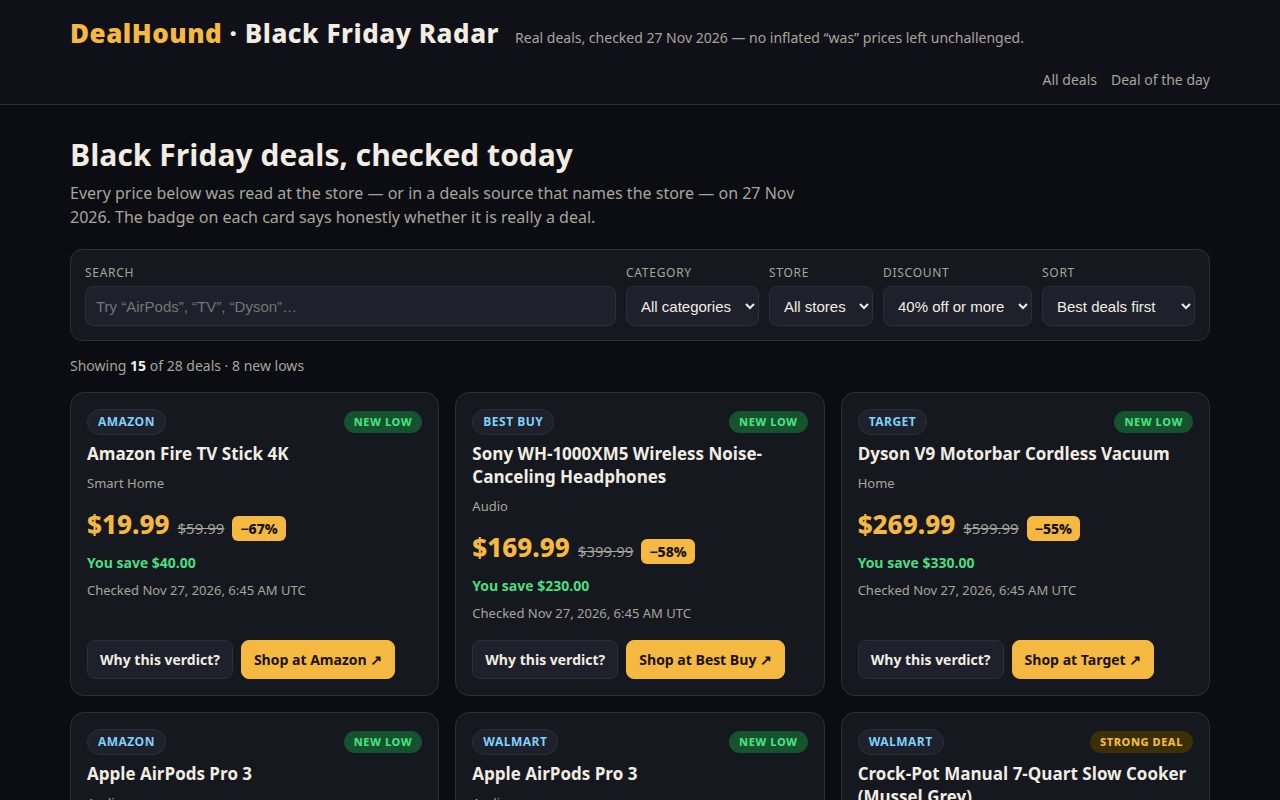 DealHound · Black Friday Radar
Real deals, checked 27 Nov 2026 — no inflated “was” prices left unchallenged.
All deals
Deal of the day
Black Friday deals, checked today
Every price below was read at the store — or in a deals source that names the store — on 27 Nov
2026. The badge on each card says honestly whether it is really a deal.
SEARCH
CATEGORY
STORE
DISCOUNT
SORT
Try “AirPods”, “TV”, “Dyson”…
All categories
All stores
40% off or more
Best deals first
Showing 15 of 28 deals · 8 new lows
AMAZON
NEW LOW
Amazon Fire TV Stick 4K
Smart Home
$19.99 $59.99 −67%
You save $40.00
Checked Nov 27, 2026, 6:45 AM UTC
Why this verdict?
Shop at Amazon ↗
BEST BUY
NEW LOW
Sony WH-1000XM5 Wireless Noise-
Canceling Headphones
Audio
$169.99 $399.99 −58%
You save $230.00
Checked Nov 27, 2026, 6:45 AM UTC
Why this verdict?
Shop at Best Buy ↗
TARGET
NEW LOW
Dyson V9 Motorbar Cordless Vacuum
Home
$269.99 $599.99 −55%
You save $330.00
Checked Nov 27, 2026, 6:45 AM UTC
Why this verdict?
Shop at Target ↗
AMAZON
NEW LOW
Apple AirPods Pro 3
WALMART
NEW LOW
Apple AirPods Pro 3
WALMART
STRONG DEAL
Crock-Pot Manual 7-Quart Slow Cooker
(Mussel Grey)